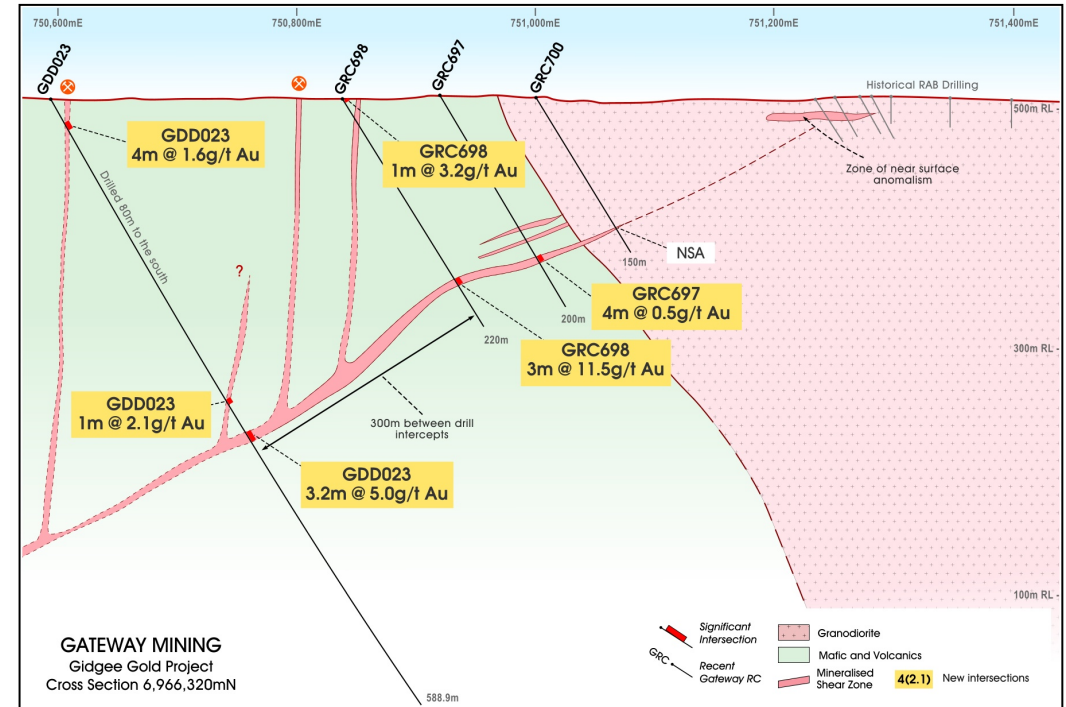 750,600mE
750,800mE
751,000mE
751,200mE
751,400mE
GDD023
GRC698
GRC697
GRC700
Historical RAB Drilling
500m RL
GDD023
4m @ 1.6g/t Au
GRC698
1m @ 3.2g/t Au
Zone of near surface
anomalism
Drilled 80m to the south
?
NSA
150m
GRC697
4m @ 0.5g/t Au
200m
220m
300m RL
GRC698
3m @ 11.5g/t Au
GDD023
1m @ 2.1g/t Au
300m between drill
intercepts
GDD023
3.2m @ 5.0g/t Au
100m RL
GATEWAY MINING
Gidgee Gold Project
Cross Section 6,966,320mN
588.9m
Significant
Intersection
GRC
Recent
Gateway RC
Granodiorite
Mafic and Volcanics
Mineralised
Shear Zone
4(2.1)
New intersections